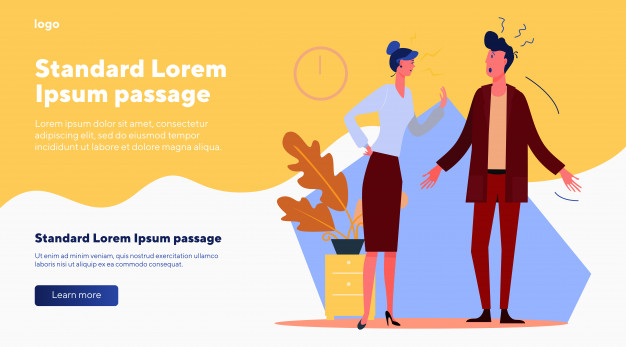 logo
Standard Lorem
Ipsum passage
Lorem ipsum dolor sit amet, consectetur
adipiscing elit, sed do eiusmod tempor
incididunt ut labore et dolore magna aliqua.
Standard Lorem Ipsum passage
Ut enim ad minim veniam, quis nostrud exercitation ullamco
laboris nisi ut aliquip ex ea commodo consequat.
Learn more